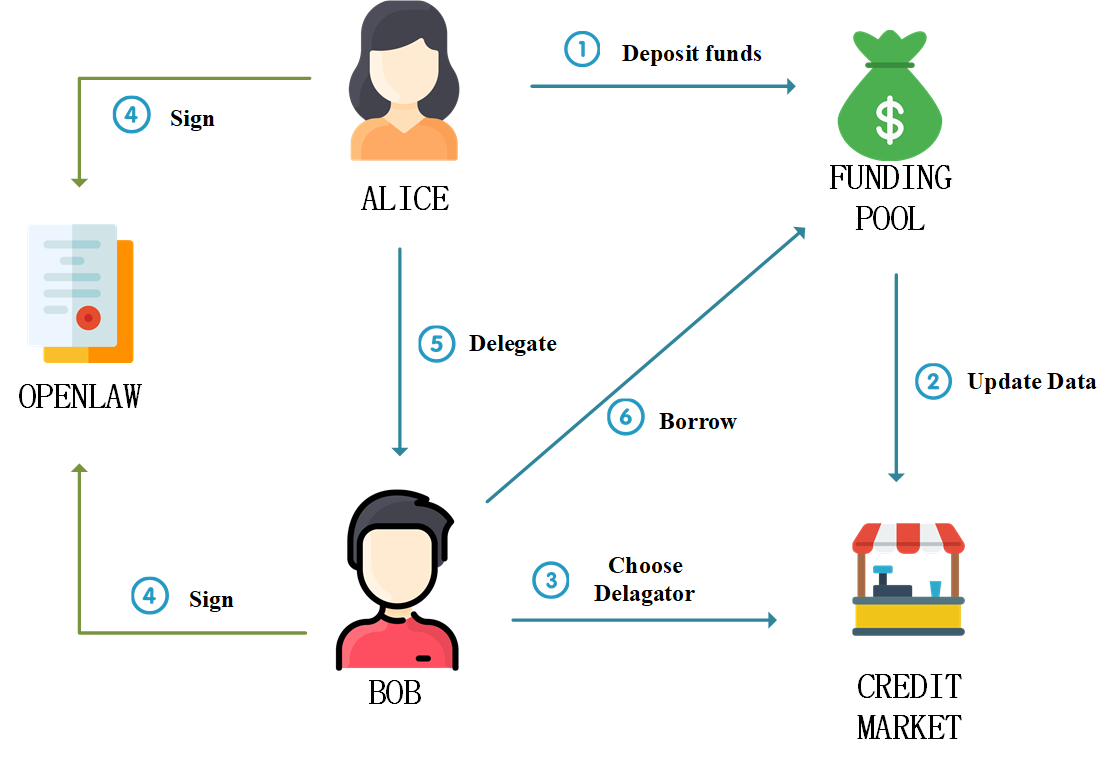 1 Deposit funds
4 Sign
ALICE
FUNDING
POOL
5 Delegate
2 Update Data
OPENLAW
6 Borrow
3 Choose
Delagator
4 Sign
BOB
CREDIT
MARKET